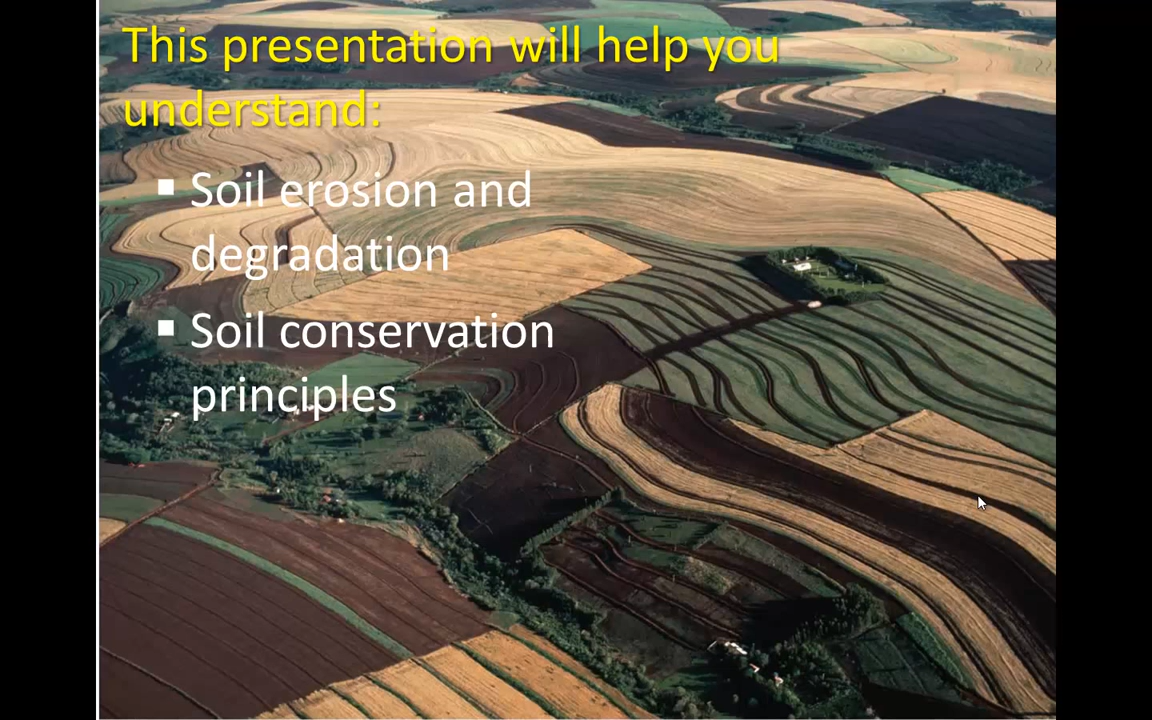 This presentation will help you
understand:
▪ Soil erosion and
degradation
▪ Soil conservation
principles